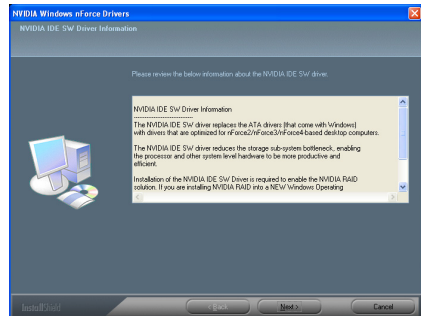 NVIDIA Windows nForce Drivers
NVIDIA IDE SW Driver Information
Please review the below information about the NVIDIA IDE SW driver.
NVIDIA IDE SW Driver Information
--------------------------
The NVIDIA IDE SW driver replaces the ATA drivers (that come with Windows)
with drivers that are optimized for nForce2/nForce3/nForce4-based desktop computers.
The NVIDIA IDE SW driver reduces the storage sub-system bottleneck, enabling
the processor and other system level hardware to be more productive and
efficient.
Installation of the NVIDIA IDE SW Driver is required to enable the NVIDIA RAID
solution. If you are installing NVIDIA RAID into a NEW Windows Operating
InstallShield
< Back
Next >
Cancel